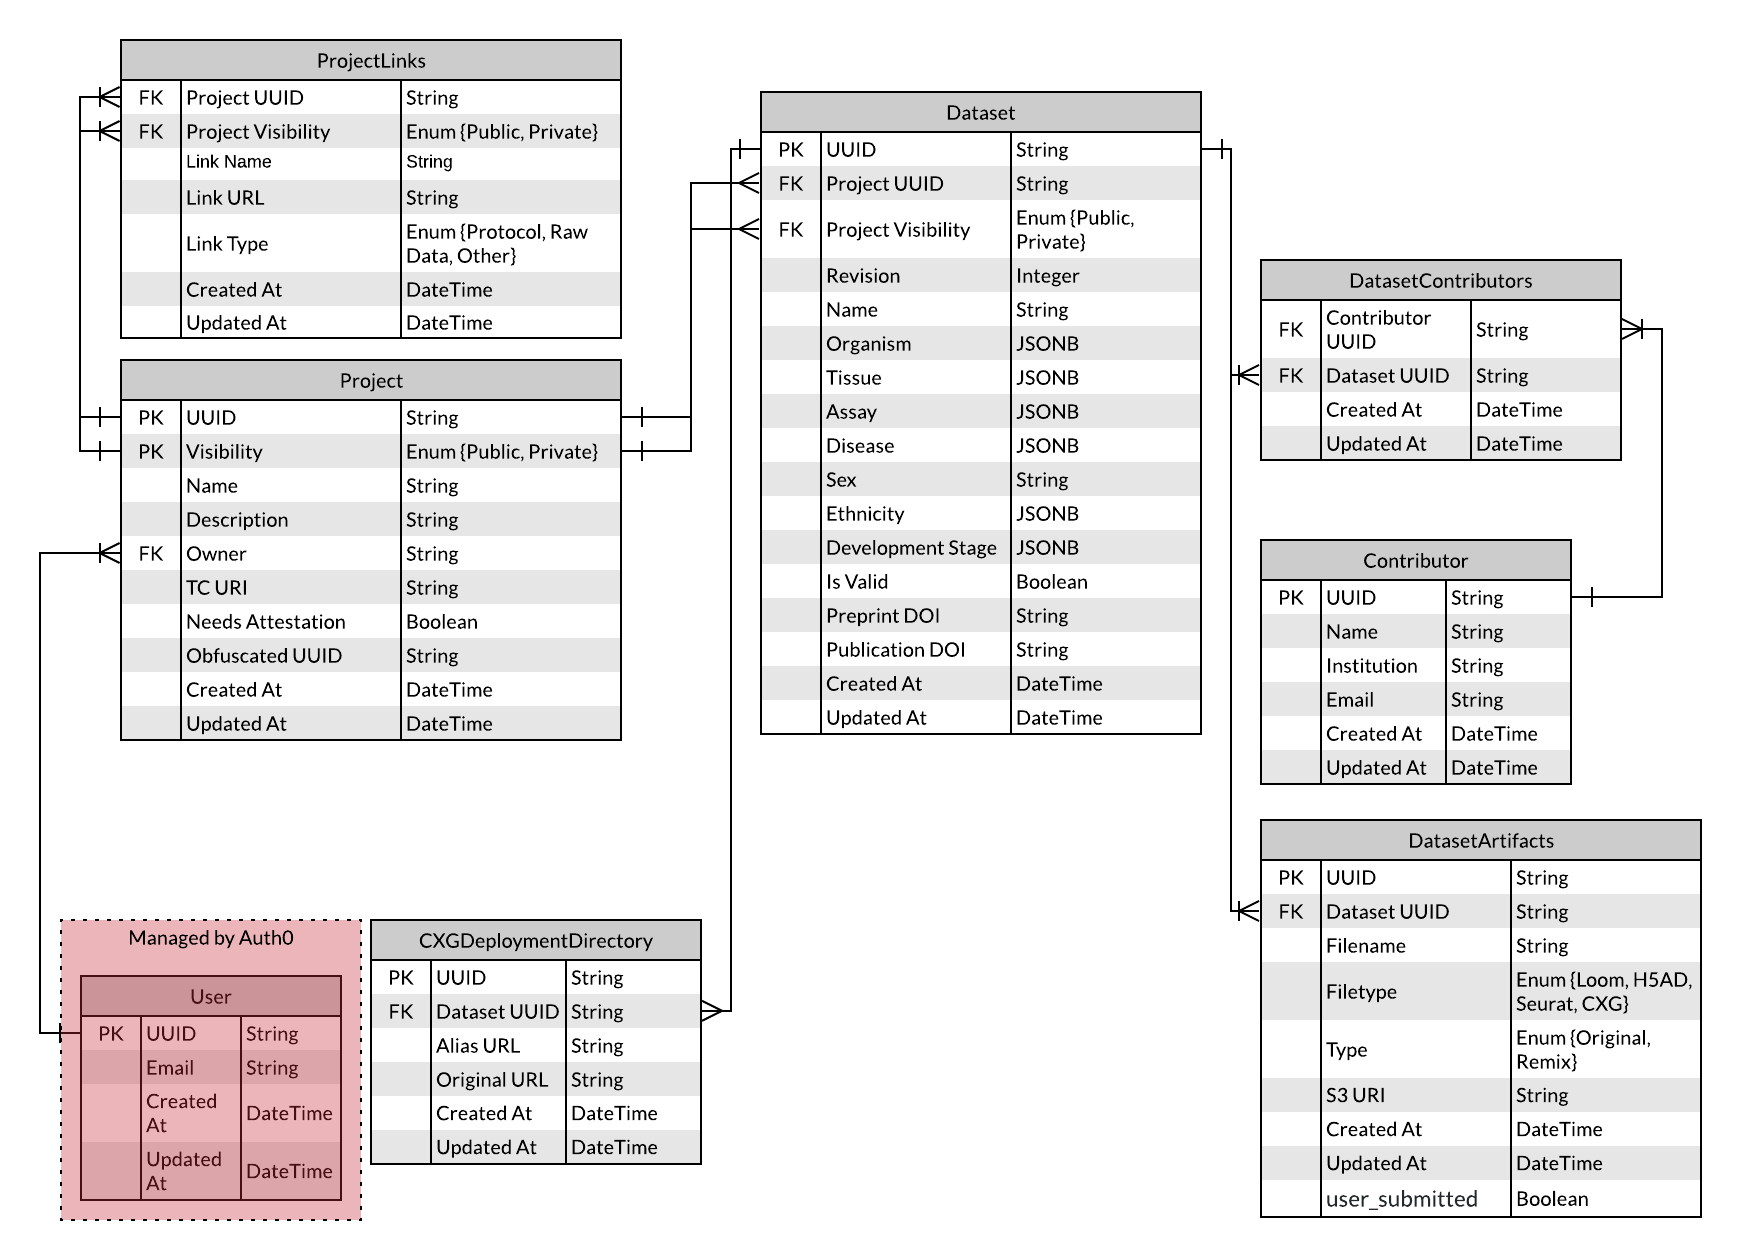 ProjectLinks
FK Project UUID String
FK Project Visibility Enum {Public, Private}
Link Name String
Link URL String
Link Type Enum {Protocol, Raw
Data, Other}
Created At DateTime
Updated At DateTime
Project
PK UUID String
PK Visibility Enum {Public, Private}
Name String
Description String
FK Owner String
TC URI String
Needs Attestation Boolean
Obfuscated UUID String
Created At DateTime
Updated At DateTime
Managed by Auth0
User
PK UUID String
Email String
Created
At DateTime
Updated
At DateTime
CXGDeploymentDirectory
PK UUID String
FK Dataset UUID String
Alias URL String
Original URL String
Created At DateTime
Updated At DateTime
Dataset
PK UUID String
FK Project UUID String
FK Project Visibility Enum {Public,
Private}
Revision Integer
Name String
Organism JSONB
Tissue JSONB
Assay JSONB
Disease JSONB
Sex String
Ethnicity JSONB
Development Stage JSONB
Is Valid Boolean
Preprint DOI String
Publication DOI String
Created At DateTime
Updated At DateTime
DatasetContributors
FK Contributor
UUID String
FK Dataset UUID String
Created At DateTime
Updated At DateTime
Contributor
PK UUID String
Name String
Institution String
Email String
Created At DateTime
Updated At DateTime
DatasetArtifacts
PK UUID String
FK Dataset UUID String
Filename String
Filetype Enum {Loom, H5AD,
Seurat, CXG}
Type Enum {Original,
Remix}
S3 URI String
Created At DateTime
Updated At DateTime
user_submitted Boolean